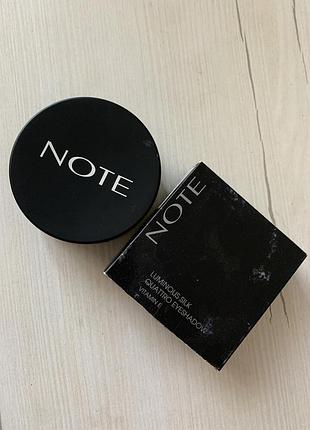 NOTE
NOTE
LUMINOUS SILK
QUATTRO EYESHADOW
VITAMIN E